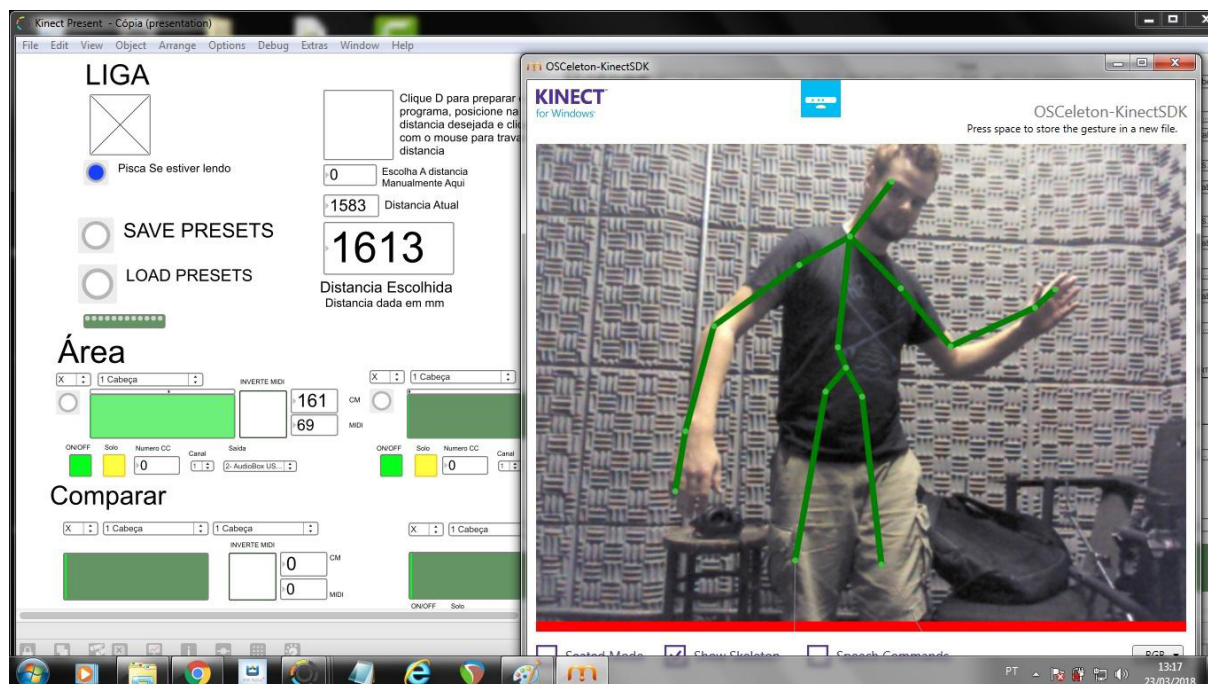 Kinect Present - Cópia (presentation)
File Edit View Object Arrange Options Debug Extras Window Help
LIGA
Pisca Se estiver lendo
SAVE PRESETS
LOAD PRESETS
Clique D para preparar
programa, posicione na
distancia desejada e
com o mouse para
distancia
0
Escolha A distancia
Manualmente Aqui
1583
Distancia Atual
1613
Distancia Escolhida
Distancia dada em mm
Área
X
1 Cabeça
INVERTE MIDI
161
CM
69
MIDI
ON/OFF
Solo
Numero CC
Canal
Saída
0
1
2- AudioBox US...
X
1 Cabeça
ON/OFF
Solo
Numero CC
Canal
0
1
Comparar
X
1 Cabeça
1 Cabeça
INVERTE MIDI
0
CM
0
MIDI
X
1 Cabeça
ON/OFF
Solo
OSCeleton-KinectSDK
KINECT
for Windows
OSCeleton-KinectSDK
Press space to store the gesture in a new file.
Seated Mode
Show Skeleton
Speech Commands
RGB
PT
13:17
23/03/2018